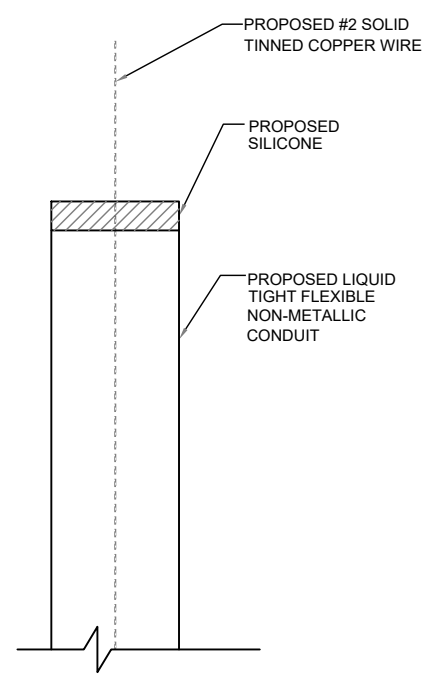 PROPOSED #2 SOLID
TINNED COPPER WIRE
PROPOSED
SILICONE
PROPOSED LIQUID
TIGHT FLEXIBLE
NON-METALLIC
CONDUIT